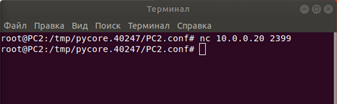 Терминал
Файл Правка Вид Поиск Терминал Справка
root@PC2:/tmp/pycore.40247/PC2.conf# nc 10.0.0.20 2399
root@PC2:/tmp/pycore.40247/PC2.conf#